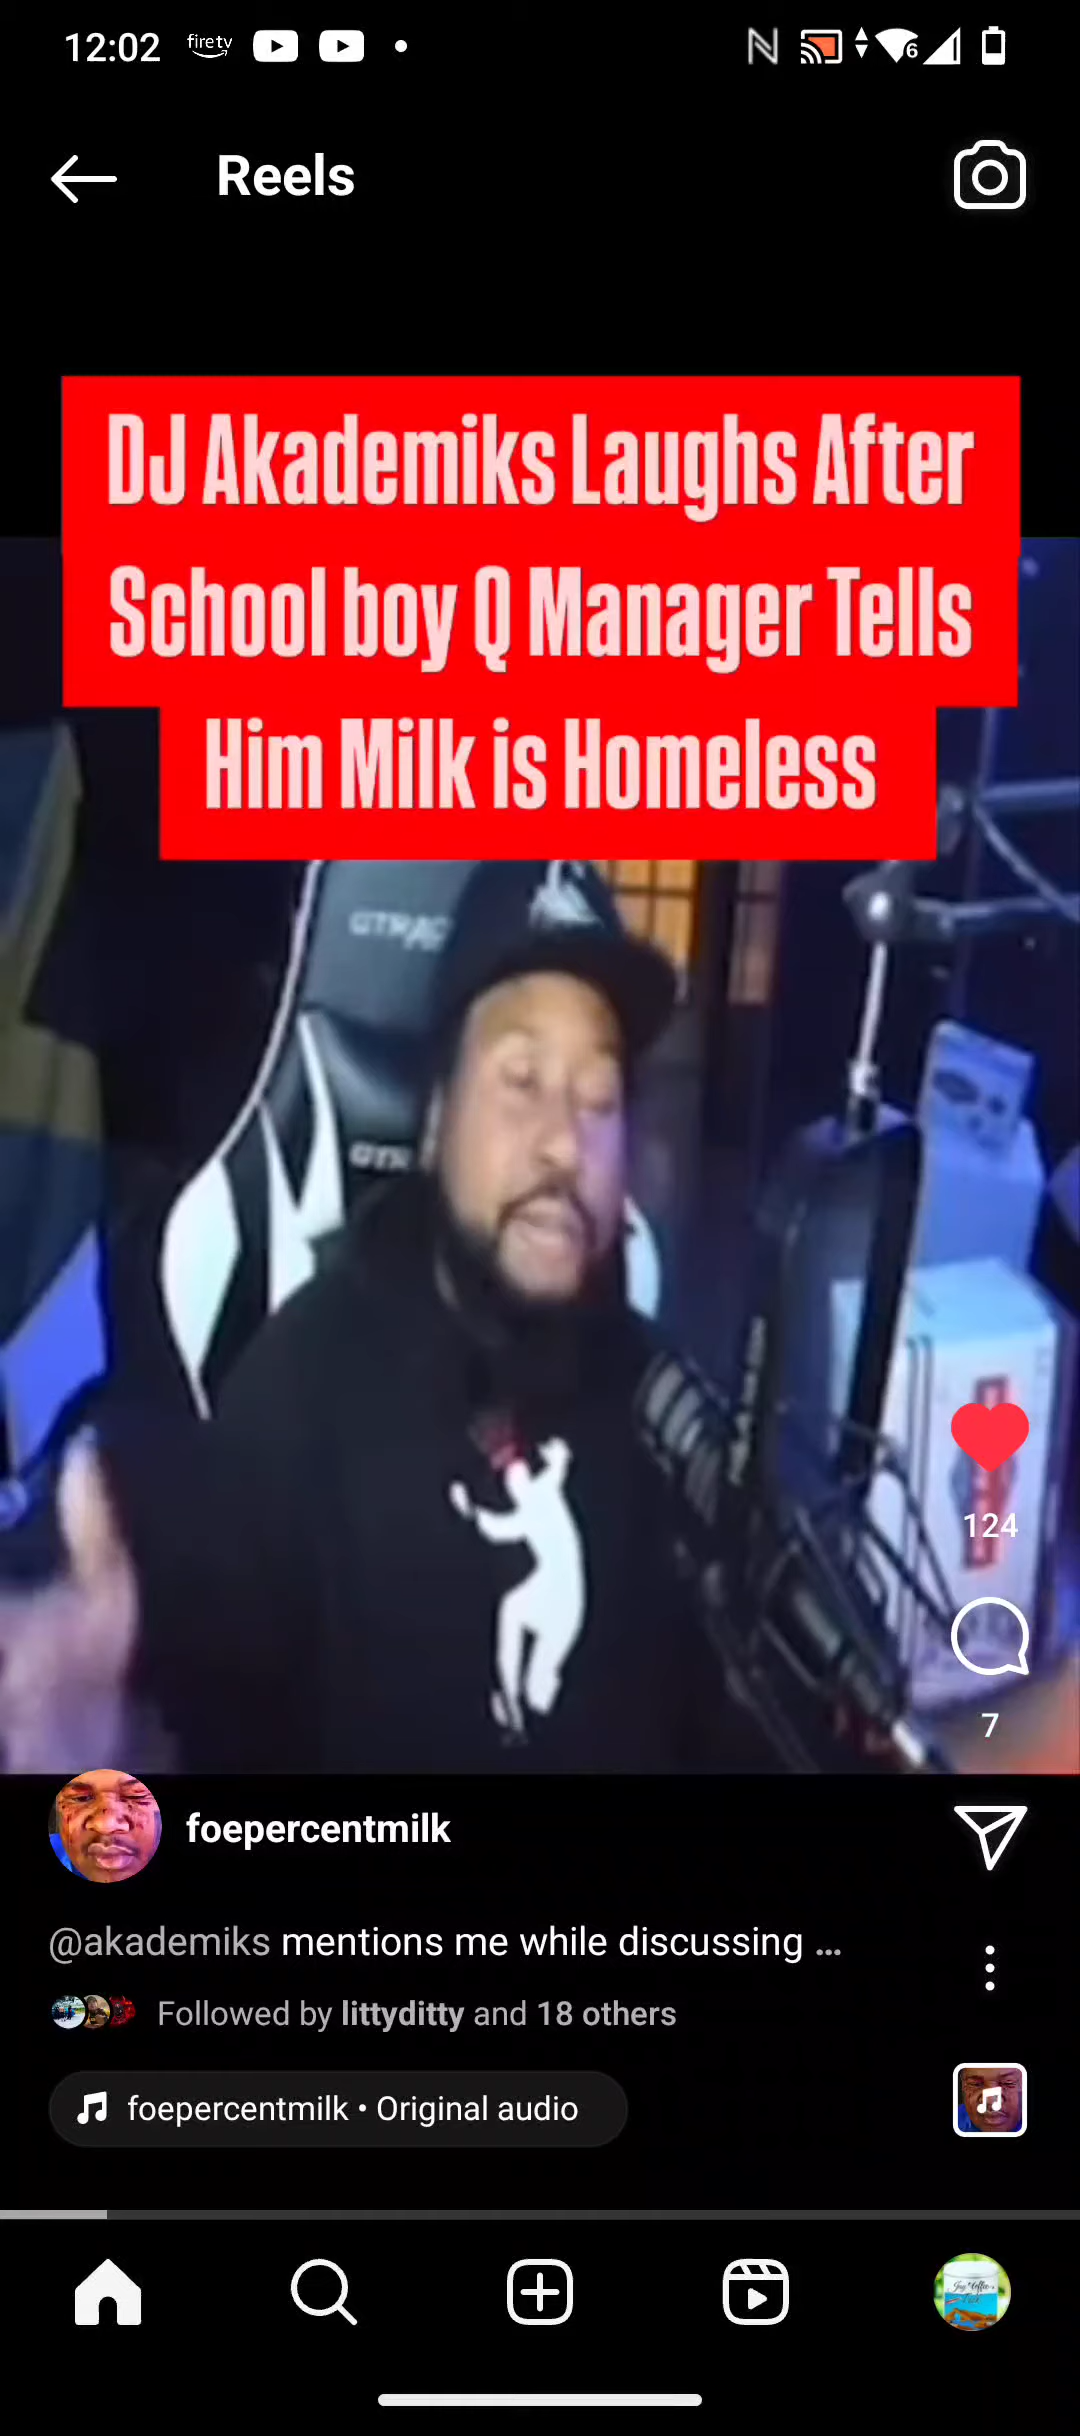 12:02 firetv
Reels
DJ Akademiks Laughs After
School boy Q Manager Tells
Him Milk is Homeless
124
7
foepercentmilk
@akademiks mentions me while discussing ...
Followed by littyditty and 18 others
foepercentmilk • Original audio